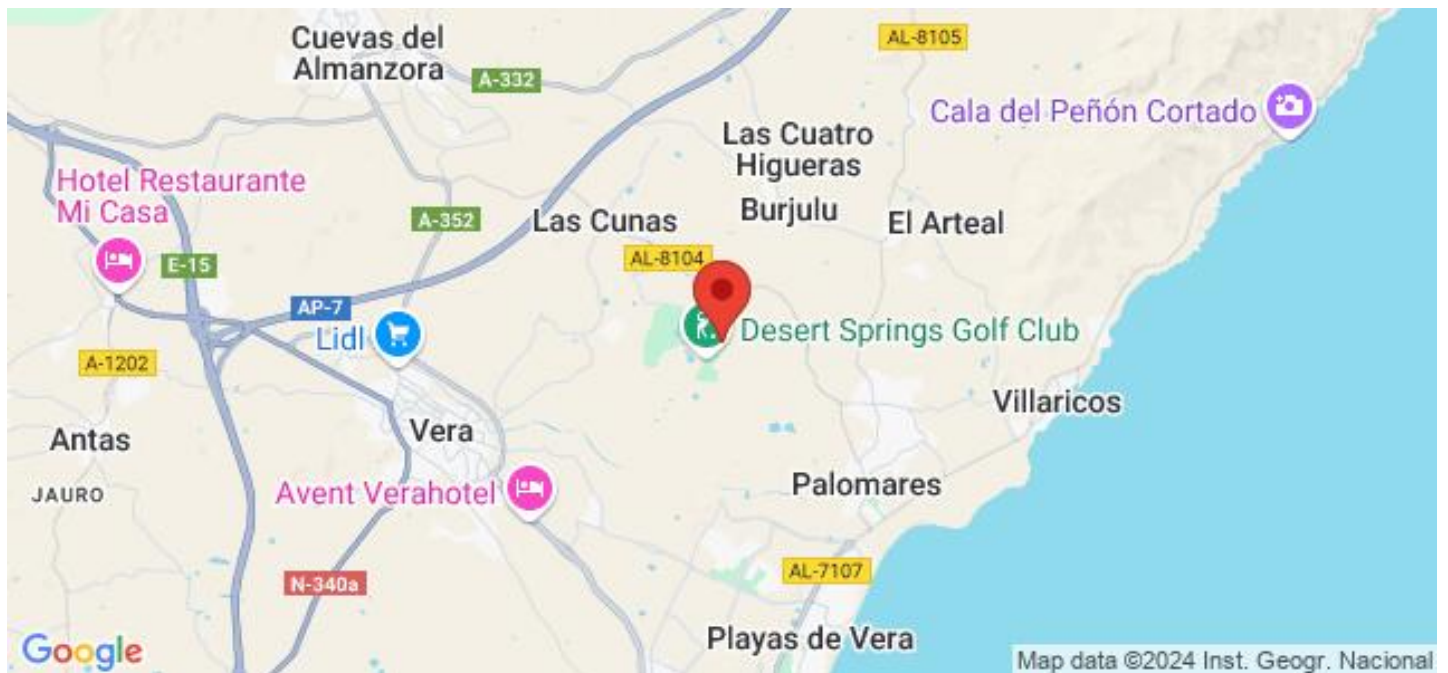 Cuevas del
Almanzora
AL-8105
A-332
Cala del Peñón Cortado
Las Cuatro
Higueras
Hotel Restaurante
Mi Casa
Burjulu
A-352
Las Cunas
El Arteal
AL-8104
E-15
AP-7
Lidl
Desert Springs Golf Club
A-1202
Villaricos
Vera
Antas
Palomares
JAURO
Avent Verahotel
AL-7107
N-340a
Playas de Vera
Google
Map data ©2024 Inst. Geogr. Nacional